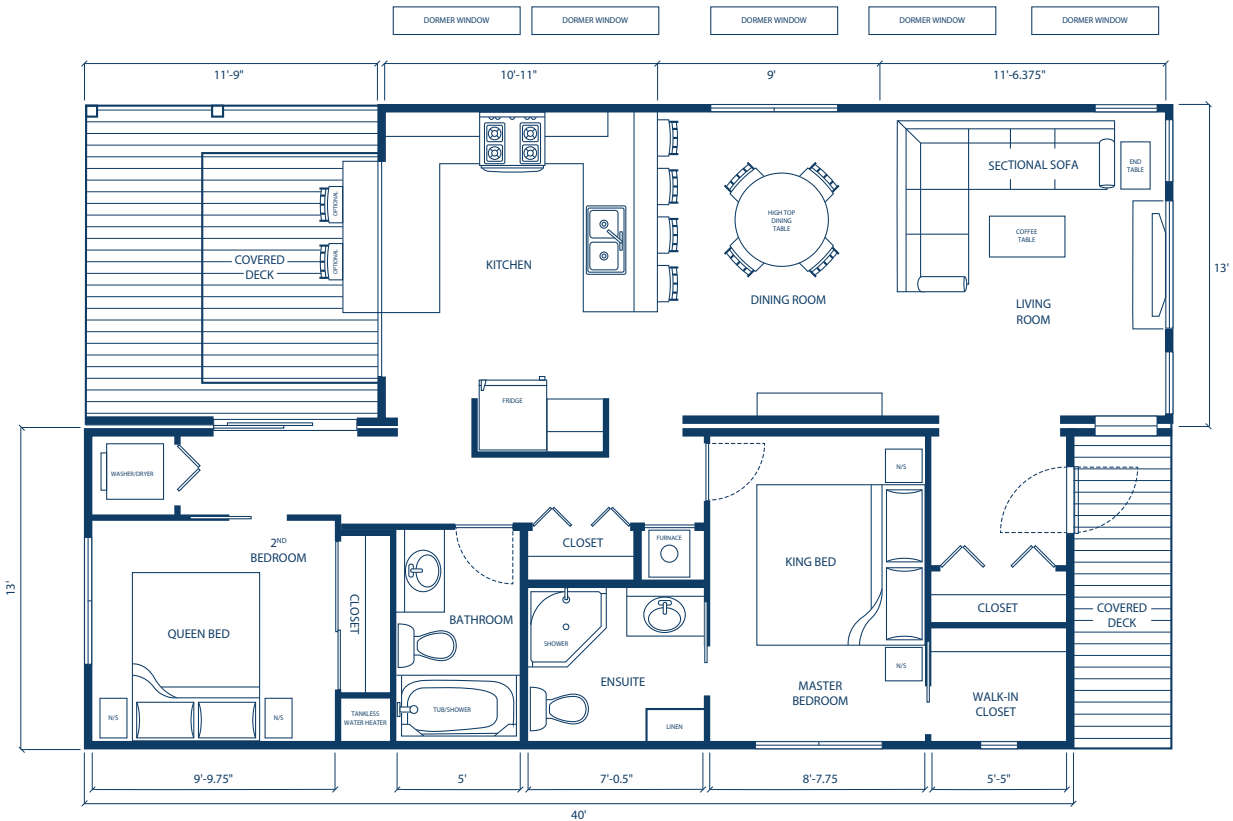 DORMER WINDOW
DORMER WINDOW
DORMER WINDOW
DORMER WINDOW
DORMER WINDOW
11'-9"
10'-11"
9'
11'-6.375"
SECTIONAL SOFA
END
TABLE
OPTIONAL
OPTIONAL
HIGH TOP
DINING
TABLE
COFFEE
TABLE
COVERED
DECK
KITCHEN
DINING ROOM
LIVING
ROOM
13'
FRIDGE
WASHER/DRYER
N/S
2ND
BEDROOM
CLOSET
FURNACE
KING BED
13'
QUEEN BED
CLOSET
BATHROOM
SHOWER
CLOSET
COVERED
DECK
ENSUITE
N/S
MASTER
BEDROOM
WALK-IN
CLOSET
N/S
N/S
TANKLESS
WATER HEATER
TUB/SHOWER
LINEN
9'-9.75"
5'
7'-0.5"
8'-7.75
5'-5"
40'